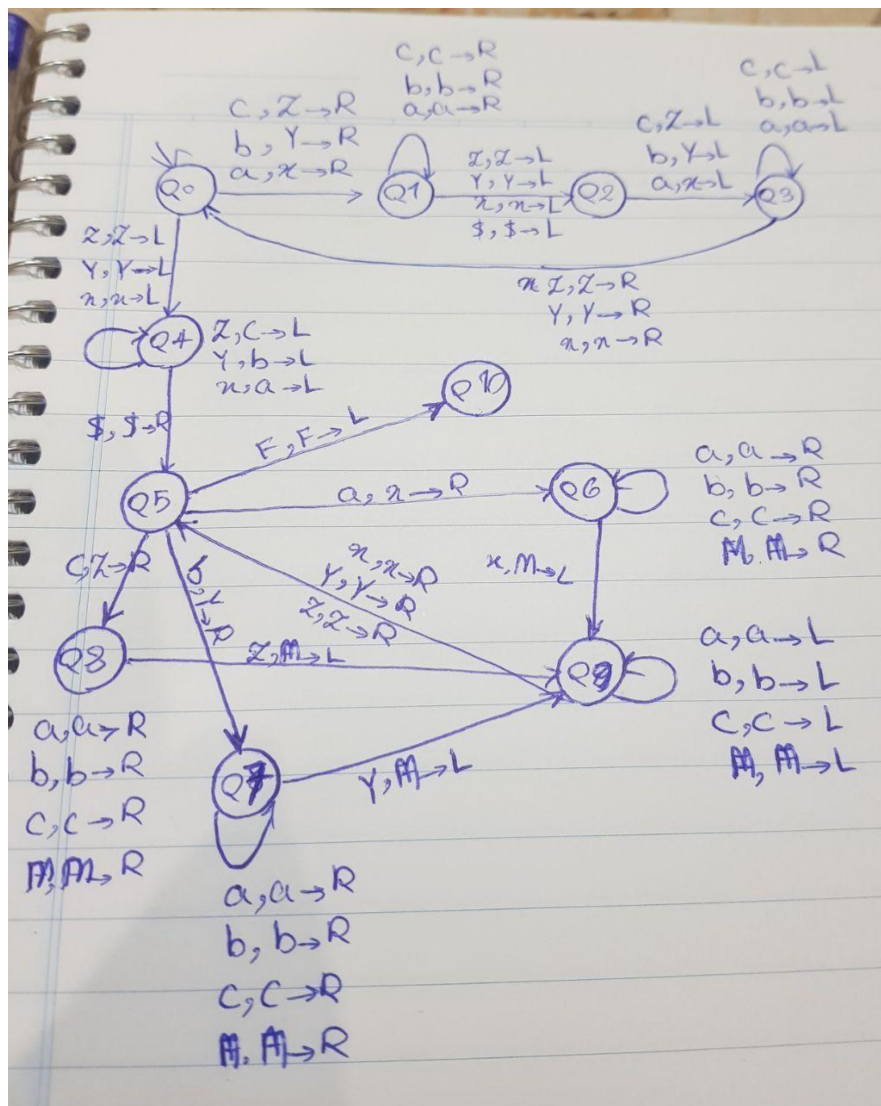 C, Z→R
b, Y→R
a, x→R
C, C→R
b, b→R
a, a→R
C, C→L
b, b→L
a, a→L
C, Z→L
b, Y→L
a, x→L
Z, Z→L
Y, Y→L
x, x→L
$, $→L
Q0
Q1
Q2
Q3
Z, Z→L
Y, Y→L
x, x→L
x Z, Z→R
Y, Y→R
x, x→R
Q4
Z, C→L
Y, b→L
x, a→L
$, $→R
F, F→L
Q10
Q5
a, x→R
Q6
a, a→R
b, b→R
C, C→R
M, M→R
C, Z→R
b, Y→R
x, x→R
Y, Y→R
Z, Z→R
x, M→L
Q8
Z, M→L
Q9
a, a→L
b, b→L
C, C→L
M, M→L
a, a→R
b, b→R
C, C→R
M, M→R
Q7
Y, M→L
a, a→R
b, b→R
C, C→R
M, M→R